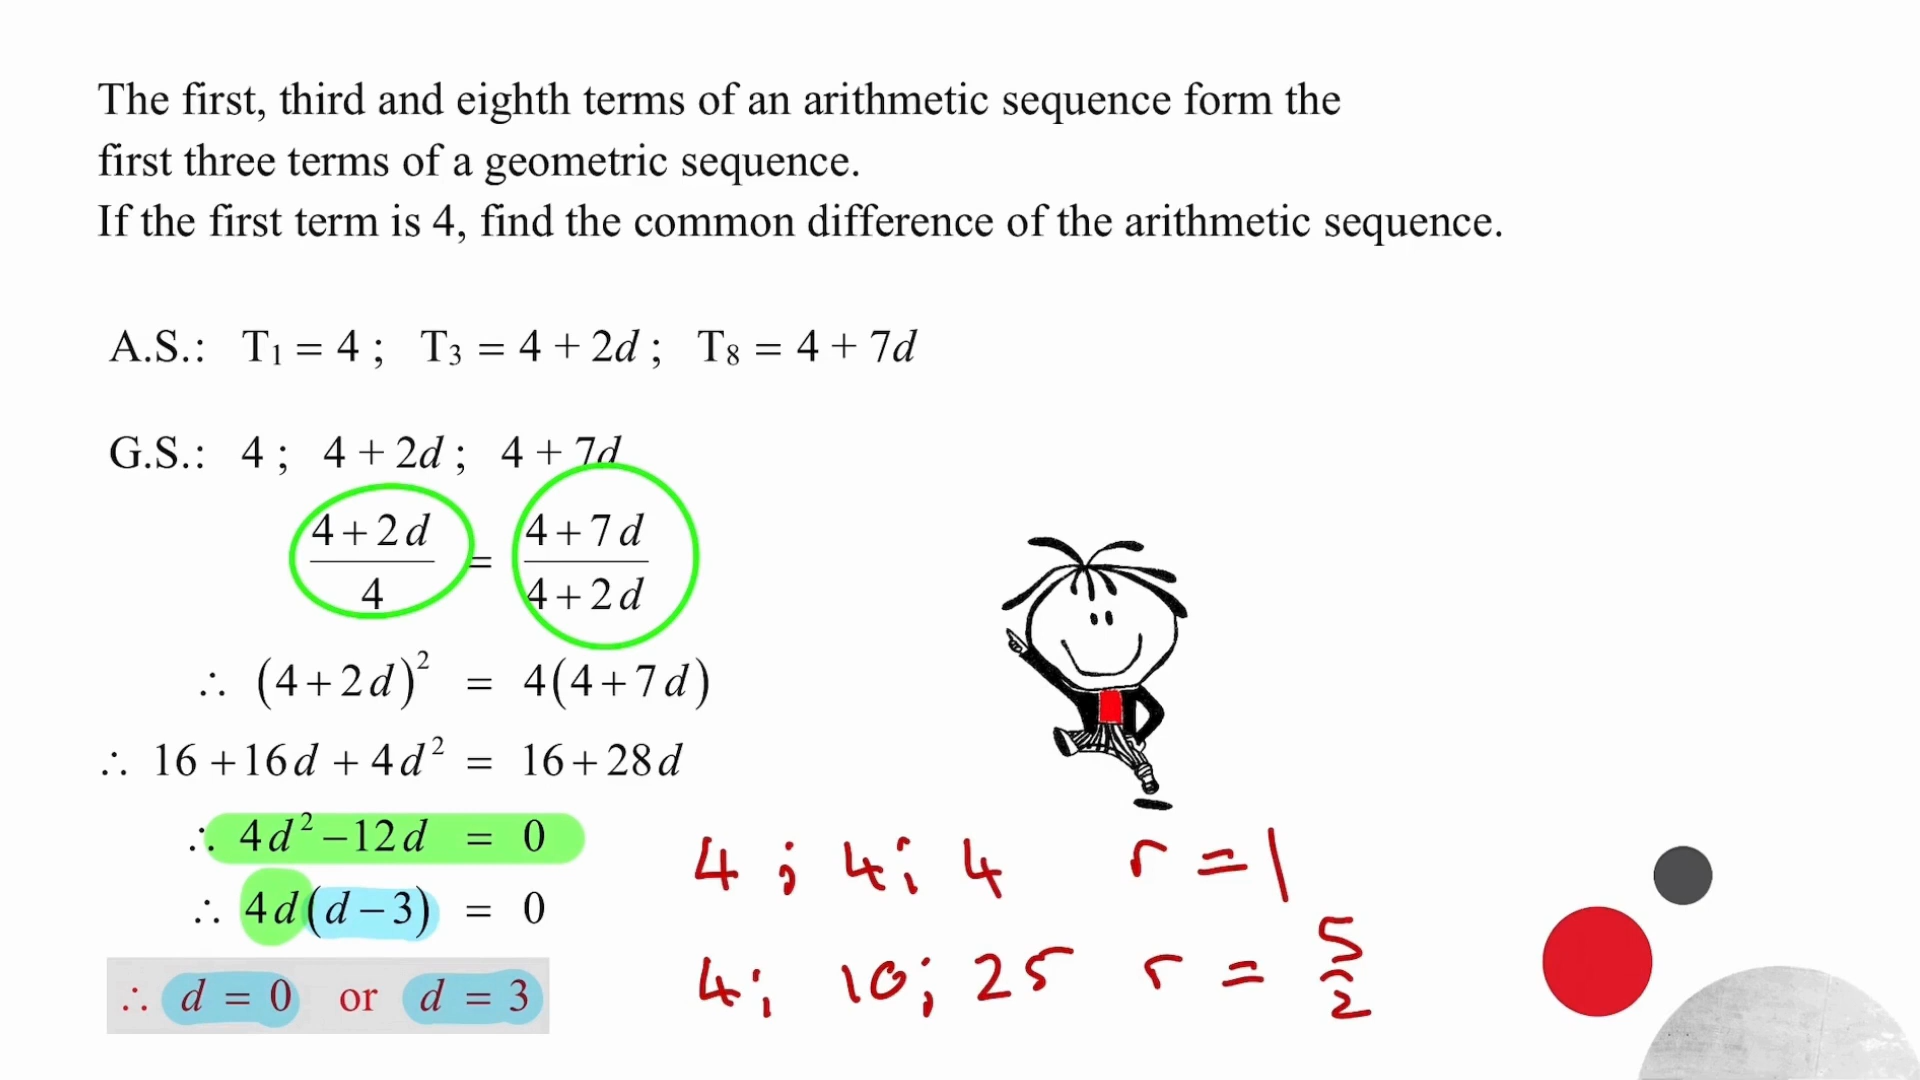 The first, third and eighth terms of an arithmetic sequence form the
first three terms of a geometric sequence.
If the first term is 4, find the common difference of the arithmetic sequence.
A.S.: T₁ = 4 ; T₃ = 4 + 2d ; T₈ = 4 + 7d
G.S.: 4 ; 4 + 2d ; 4 + 7d
(4+2d)/4 = (4+7d)/(4+2d)
∴ (4+2d)² = 4(4+7d)
∴ 16 +16d + 4d² = 16+28d
∴ 4d² −12d = 0
∴ 4d(d−3) = 0
∴ d = 0 or d = 3
4 ; 4 ; 4 r = 1
4 ; 10 ; 25 r = 5/2